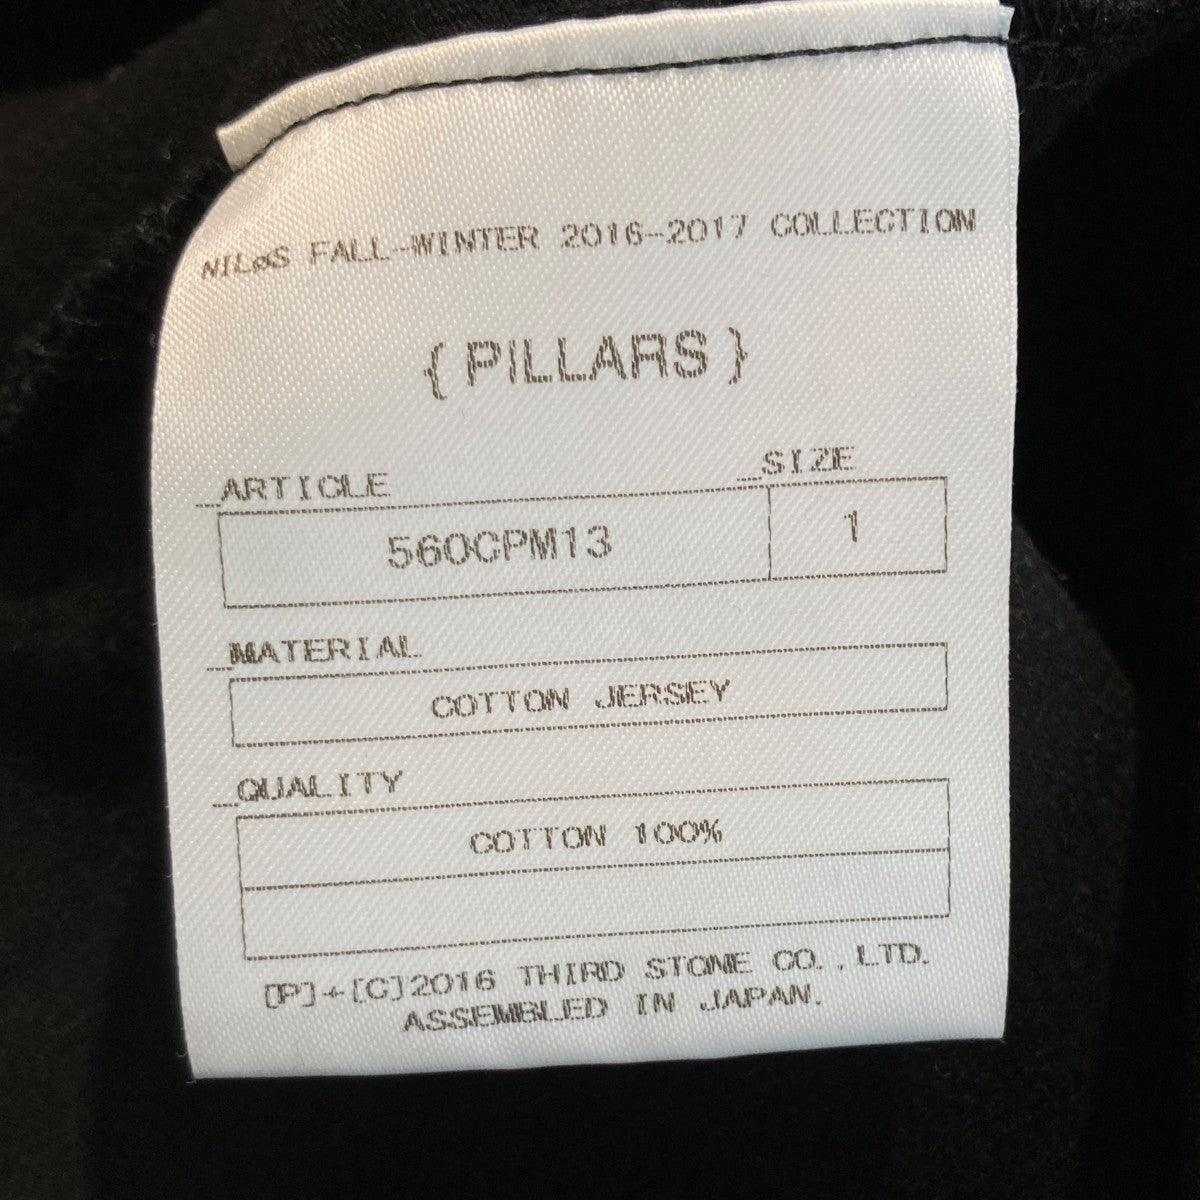 NILøS FALL-WINTER 2016-2017 COLLECTION
{ PILLARS }
_ARTICLE _SIZE
560CPM13 1
_MATERIAL
COTTON JERSEY
_QUALITY
COTTON 100%
[P]+[C]2016 THIRD STONE CO.,LTD.
ASSEMBLED IN JAPAN.